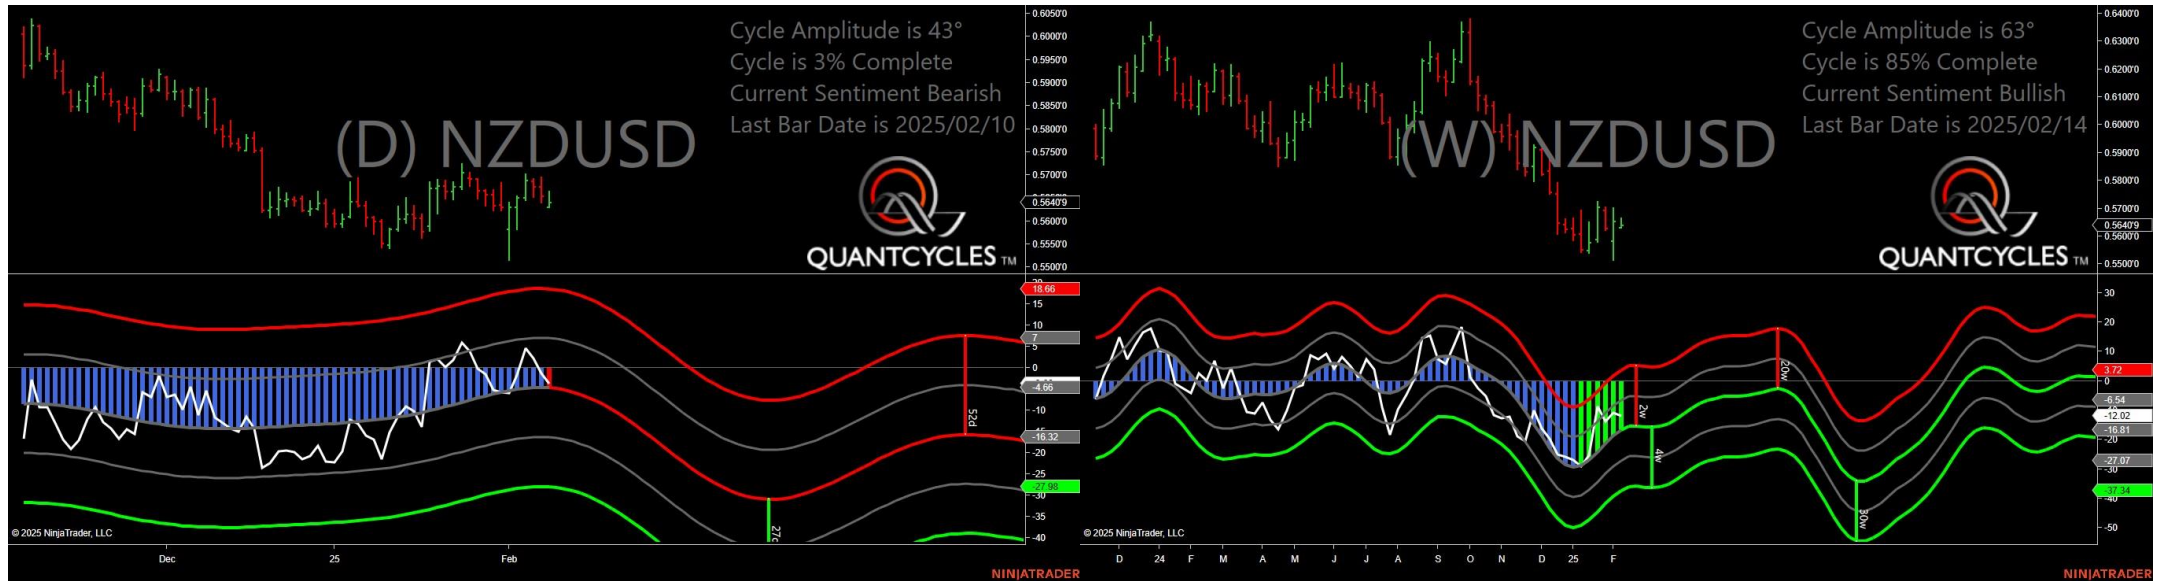 Cycle Amplitude is 43°
Cycle is 3% Complete
Current Sentiment Bearish
Last Bar Date is 2025/02/10
(D) NZDUSD
QUANTCYCLES TM
0.6050'0
0.6000'0
0.5950'0
0.5900'0
0.5850'0
0.5800'0
0.5750'0
0.5700'0
0.5640'9
0.5600'0
0.5550'0
0.5500'0
18.66
15
10
7
5
0
-4.66
-10
-16.32
-20
-25
-27.98
-30
-35
-40
52d
© 2025 NinjaTrader, LLC
Dec 25 Feb
NINJATRADER
Cycle Amplitude is 63°
Cycle is 85% Complete
Current Sentiment Bullish
Last Bar Date is 2025/02/14
(W) NZDUSD
QUANTCYCLES TM
0.6400'0
0.6300'0
0.6200'0
0.6100'0
0.6000'0
0.5900'0
0.5800'0
0.5700'0
0.5640'9
0.5600'0
0.5500'0
30
20
10
3.72
0
-6.54
-12.02
-16.81
-20
-27.07
-30
-37.34
-50
2w
4w
20w
30w
© 2025 NinjaTrader, LLC
D 24 F M A M J J A S O N D 25 F
NINJATRADER